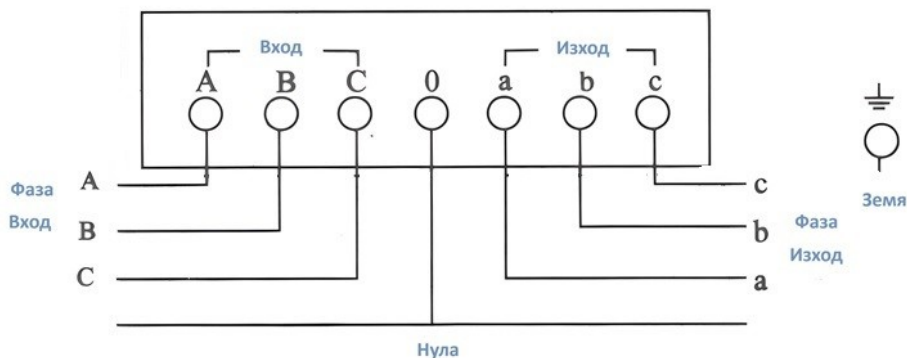 Вход Изход
A B C 0 a b c
Фаза A
Вход B
C
c
b Фаза
Изход
a
Земя
Нула